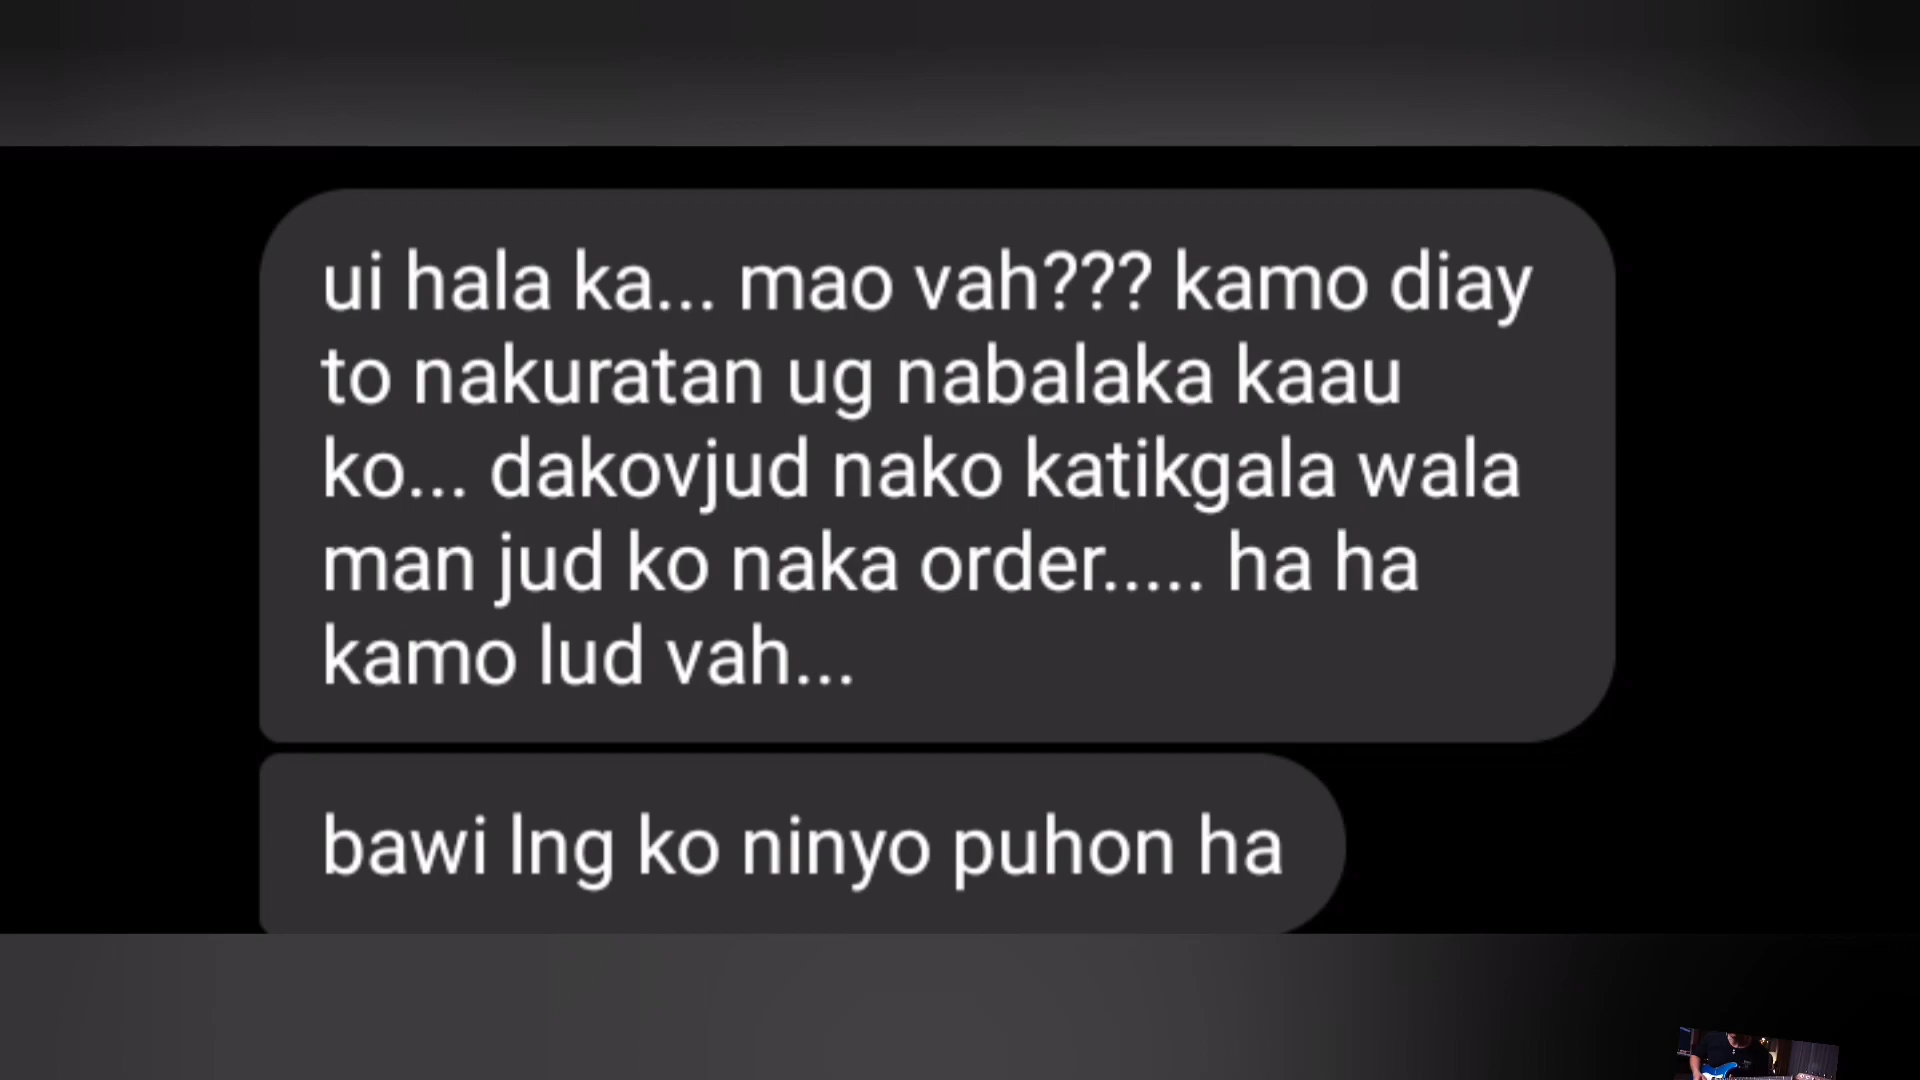 ui hala ka... mao vah??? kamo diay
to nakuratan ug nabalaka kaau
ko... dakovjud nako katikgala wala
man jud ko naka order..... ha ha
kamo lud vah...
bawi lng ko ninyo puhon ha